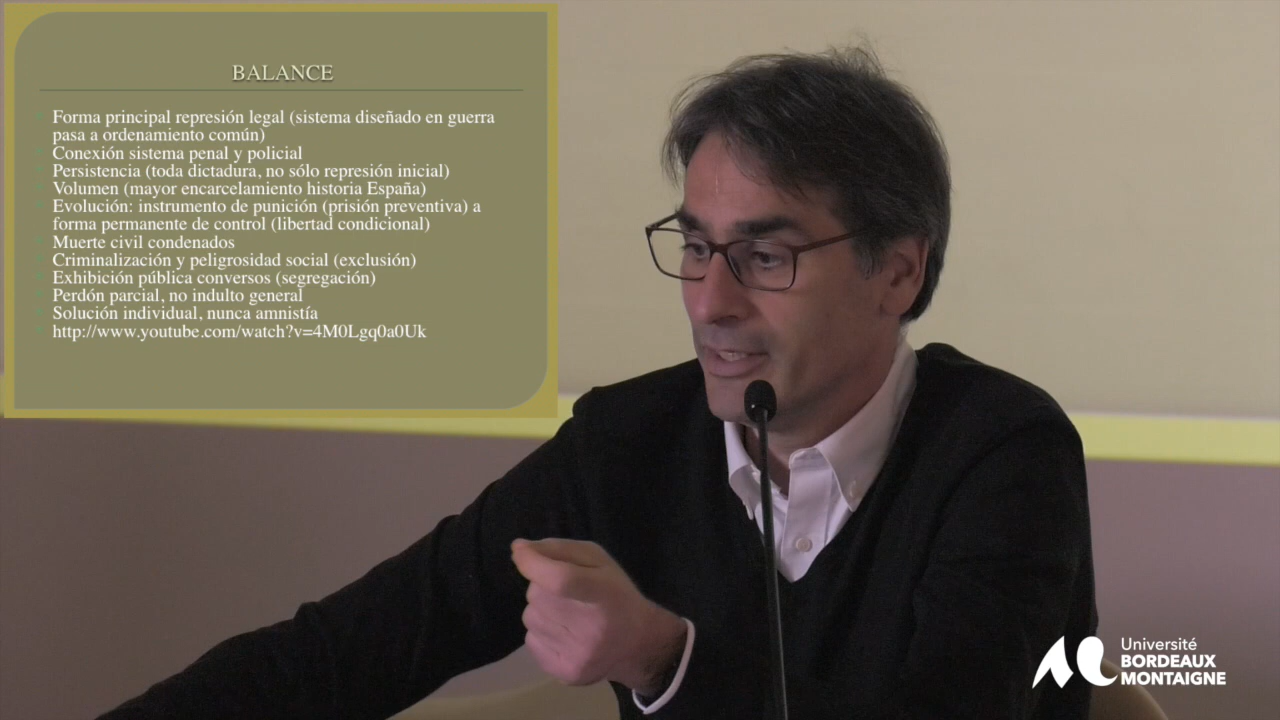 BALANCE
Forma principal represión legal (sistema diseñado en guerra
pasa a ordenamiento común)
Conexión sistema penal y policial
Persistencia (toda dictadura, no sólo represión inicial)
Volumen (mayor encarcelamiento historia España)
Evolución: instrumento de punición (prisión preventiva) a
forma permanente de control (libertad condicional)
Muerte civil condenados
Criminalización y peligrosidad social (exclusión)
Exhibición pública conversos (segregación)
Perdón parcial, no indulto general
Solución individual, nunca amnistía
http://www.youtube.com/watch?v=4M0Lgq0a0Uk
Université
BORDEAUX
MONTAIGNE